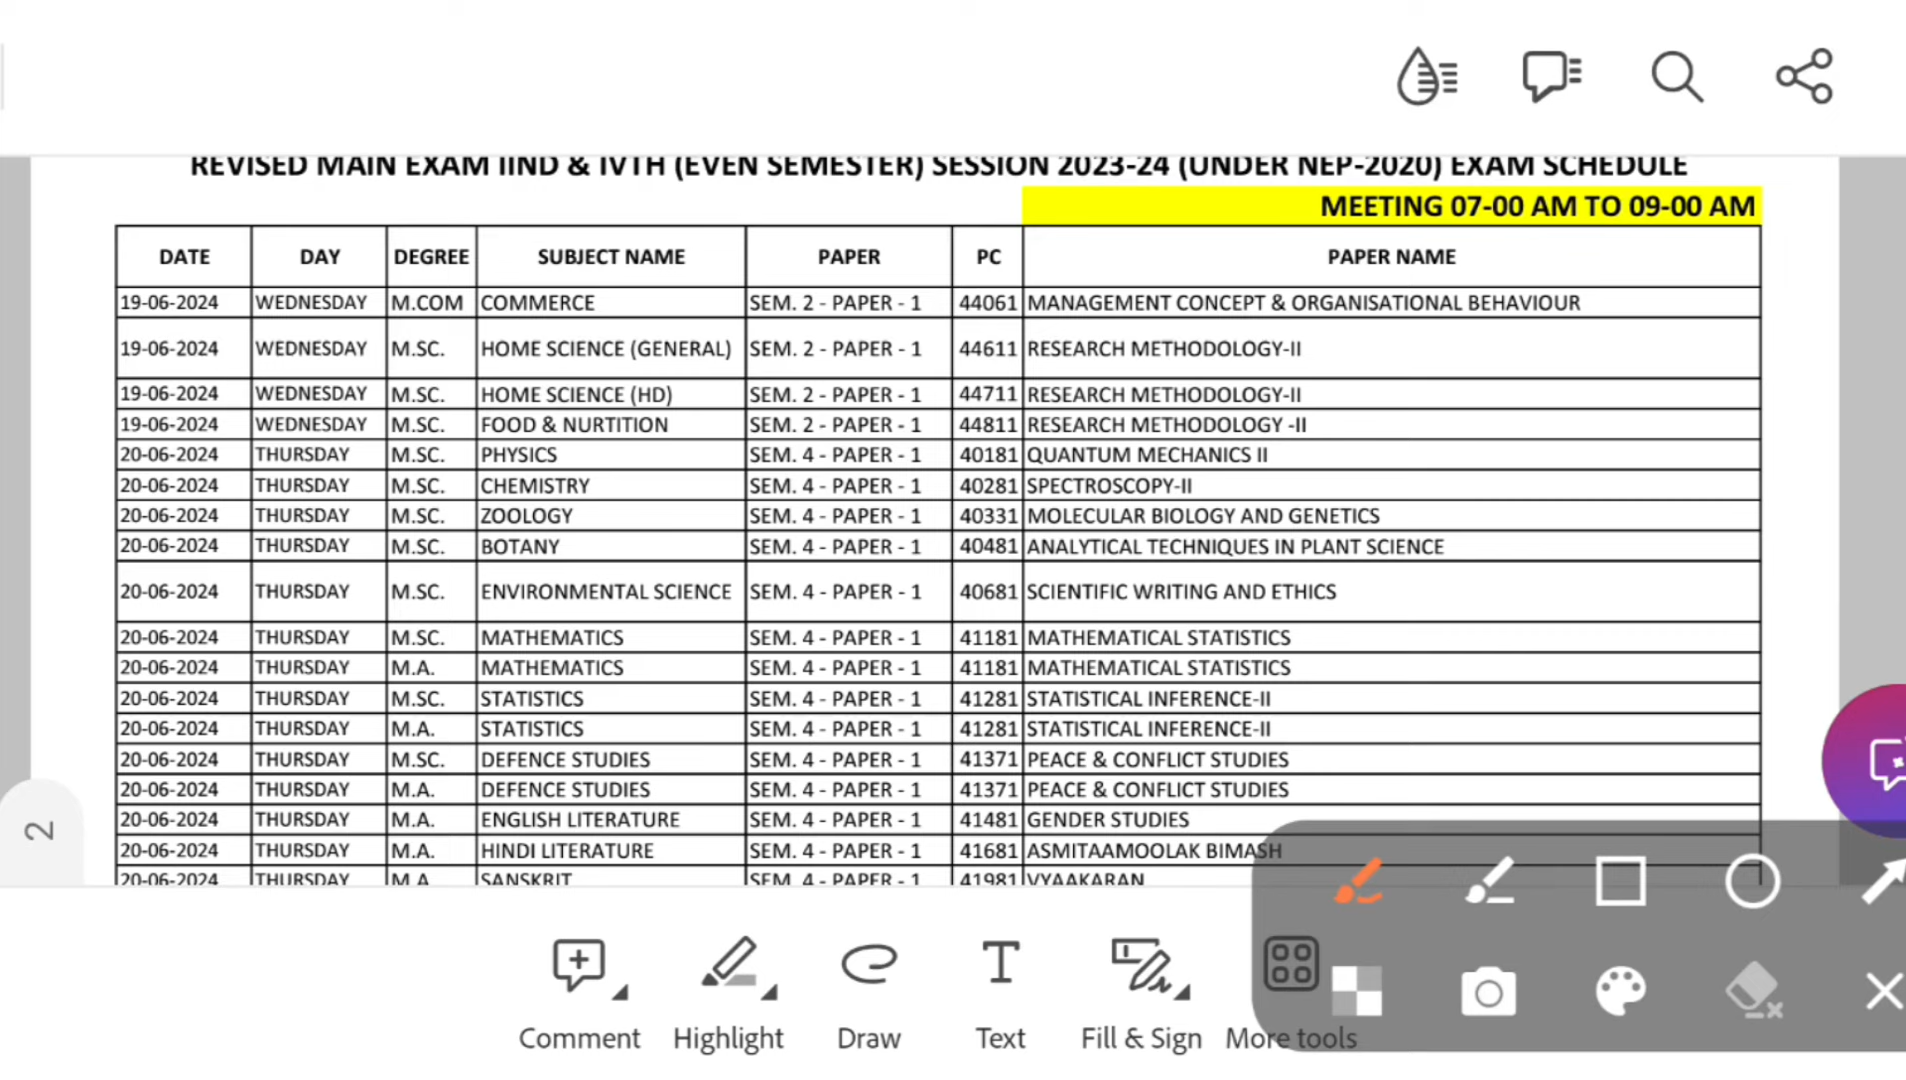 REVISED MAIN EXAM IIND & IVTH (EVEN SEMESTER) SESSION 2023-24 (UNDER NEP-2020) EXAM SCHEDULE
MEETING 07-00 AM TO 09-00 AM
DATE DAY DEGREE SUBJECT NAME PAPER PC PAPER NAME
19-06-2024 WEDNESDAY M.COM COMMERCE SEM. 2 - PAPER - 1 44061 MANAGEMENT CONCEPT & ORGANISATIONAL BEHAVIOUR
19-06-2024 WEDNESDAY M.SC. HOME SCIENCE (GENERAL) SEM. 2 - PAPER - 1 44611 RESEARCH METHODOLOGY-II
19-06-2024 WEDNESDAY M.SC. HOME SCIENCE (HD) SEM. 2 - PAPER - 1 44711 RESEARCH METHODOLOGY-II
19-06-2024 WEDNESDAY M.SC. FOOD & NURTITION SEM. 2 - PAPER - 1 44811 RESEARCH METHODOLOGY -II
20-06-2024 THURSDAY M.SC. PHYSICS SEM. 4 - PAPER - 1 40181 QUANTUM MECHANICS II
20-06-2024 THURSDAY M.SC. CHEMISTRY SEM. 4 - PAPER - 1 40281 SPECTROSCOPY-II
20-06-2024 THURSDAY M.SC. ZOOLOGY SEM. 4 - PAPER - 1 40331 MOLECULAR BIOLOGY AND GENETICS
20-06-2024 THURSDAY M.SC. BOTANY SEM. 4 - PAPER - 1 40481 ANALYTICAL TECHNIQUES IN PLANT SCIENCE
20-06-2024 THURSDAY M.SC. ENVIRONMENTAL SCIENCE SEM. 4 - PAPER - 1 40681 SCIENTIFIC WRITING AND ETHICS
20-06-2024 THURSDAY M.SC. MATHEMATICS SEM. 4 - PAPER - 1 41181 MATHEMATICAL STATISTICS
20-06-2024 THURSDAY M.A. MATHEMATICS SEM. 4 - PAPER - 1 41181 MATHEMATICAL STATISTICS
20-06-2024 THURSDAY M.SC. STATISTICS SEM. 4 - PAPER - 1 41281 STATISTICAL INFERENCE-II
20-06-2024 THURSDAY M.A. STATISTICS SEM. 4 - PAPER - 1 41281 STATISTICAL INFERENCE-II
20-06-2024 THURSDAY M.SC. DEFENCE STUDIES SEM. 4 - PAPER - 1 41371 PEACE & CONFLICT STUDIES
20-06-2024 THURSDAY M.A. DEFENCE STUDIES SEM. 4 - PAPER - 1 41371 PEACE & CONFLICT STUDIES
20-06-2024 THURSDAY M.A. ENGLISH LITERATURE SEM. 4 - PAPER - 1 41481 GENDER STUDIES
20-06-2024 THURSDAY M.A. HINDI LITERATURE SEM. 4 - PAPER - 1 41681 ASMITAAMOOLAK BIMASH
20-06-2024 THURSDAY M.A. SANSKRIT SEM. 4 - PAPER - 1 41981 VYAAKARAN
2
Comment Highlight Draw Text Fill & Sign More tools